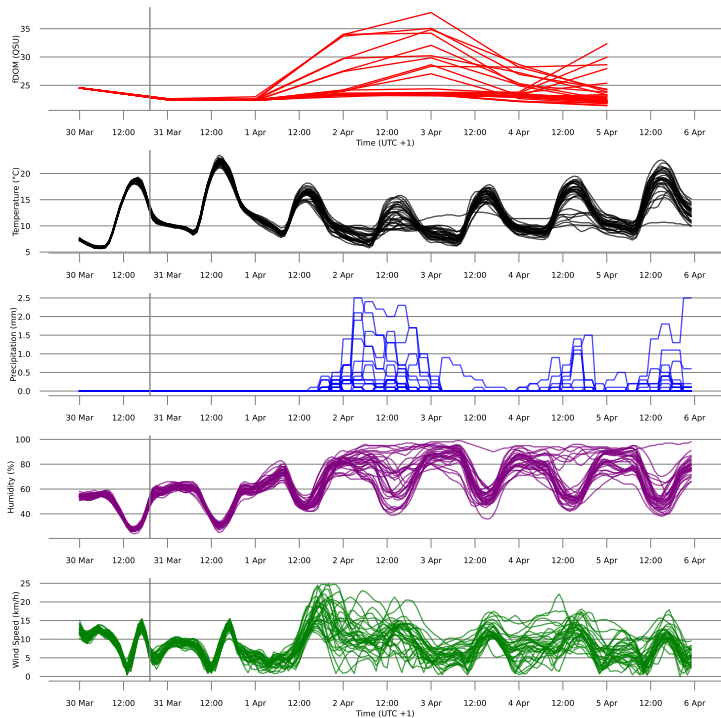 fDOM (QSU)
35
30
25
30 Mar 12:00 31 Mar 12:00 1 Apr 12:00 2 Apr 12:00 3 Apr 12:00 4 Apr 12:00 5 Apr 12:00 6 Apr
Time (UTC +1)
Temperature (°C)
20
15
10
5
30 Mar 12:00 31 Mar 12:00 1 Apr 12:00 2 Apr 12:00 3 Apr 12:00 4 Apr 12:00 5 Apr 12:00 6 Apr
Precipitation (mm)
2.5
2.0
1.5
1.0
0.5
0.0
30 Mar 12:00 31 Mar 12:00 1 Apr 12:00 2 Apr 12:00 3 Apr 12:00 4 Apr 12:00 5 Apr 12:00 6 Apr
Humidity (%)
100
80
60
40
30 Mar 12:00 31 Mar 12:00 1 Apr 12:00 2 Apr 12:00 3 Apr 12:00 4 Apr 12:00 5 Apr 12:00 6 Apr
Wind Speed (km/h)
25
20
15
10
5
0
30 Mar 12:00 31 Mar 12:00 1 Apr 12:00 2 Apr 12:00 3 Apr 12:00 4 Apr 12:00 5 Apr 12:00 6 Apr
Time (UTC +1)